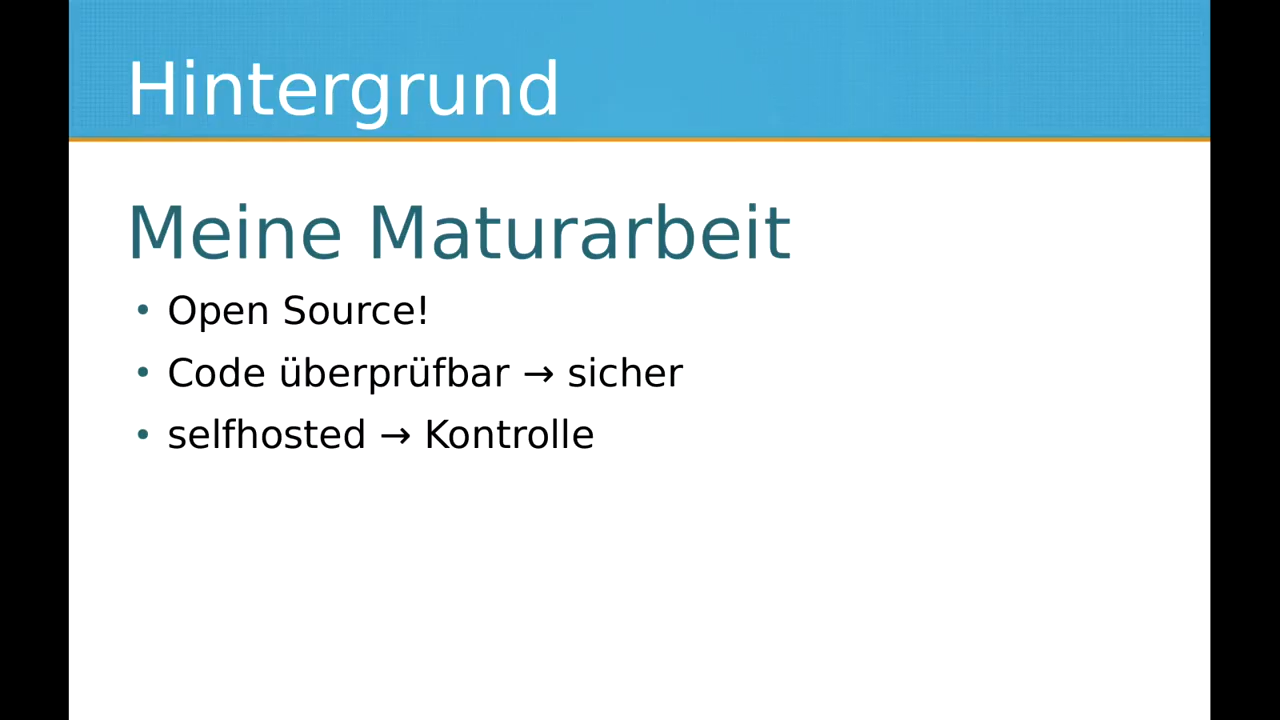 Hintergrund
Meine Maturarbeit
• Open Source!
• Code überprüfbar → sicher
• selfhosted → Kontrolle